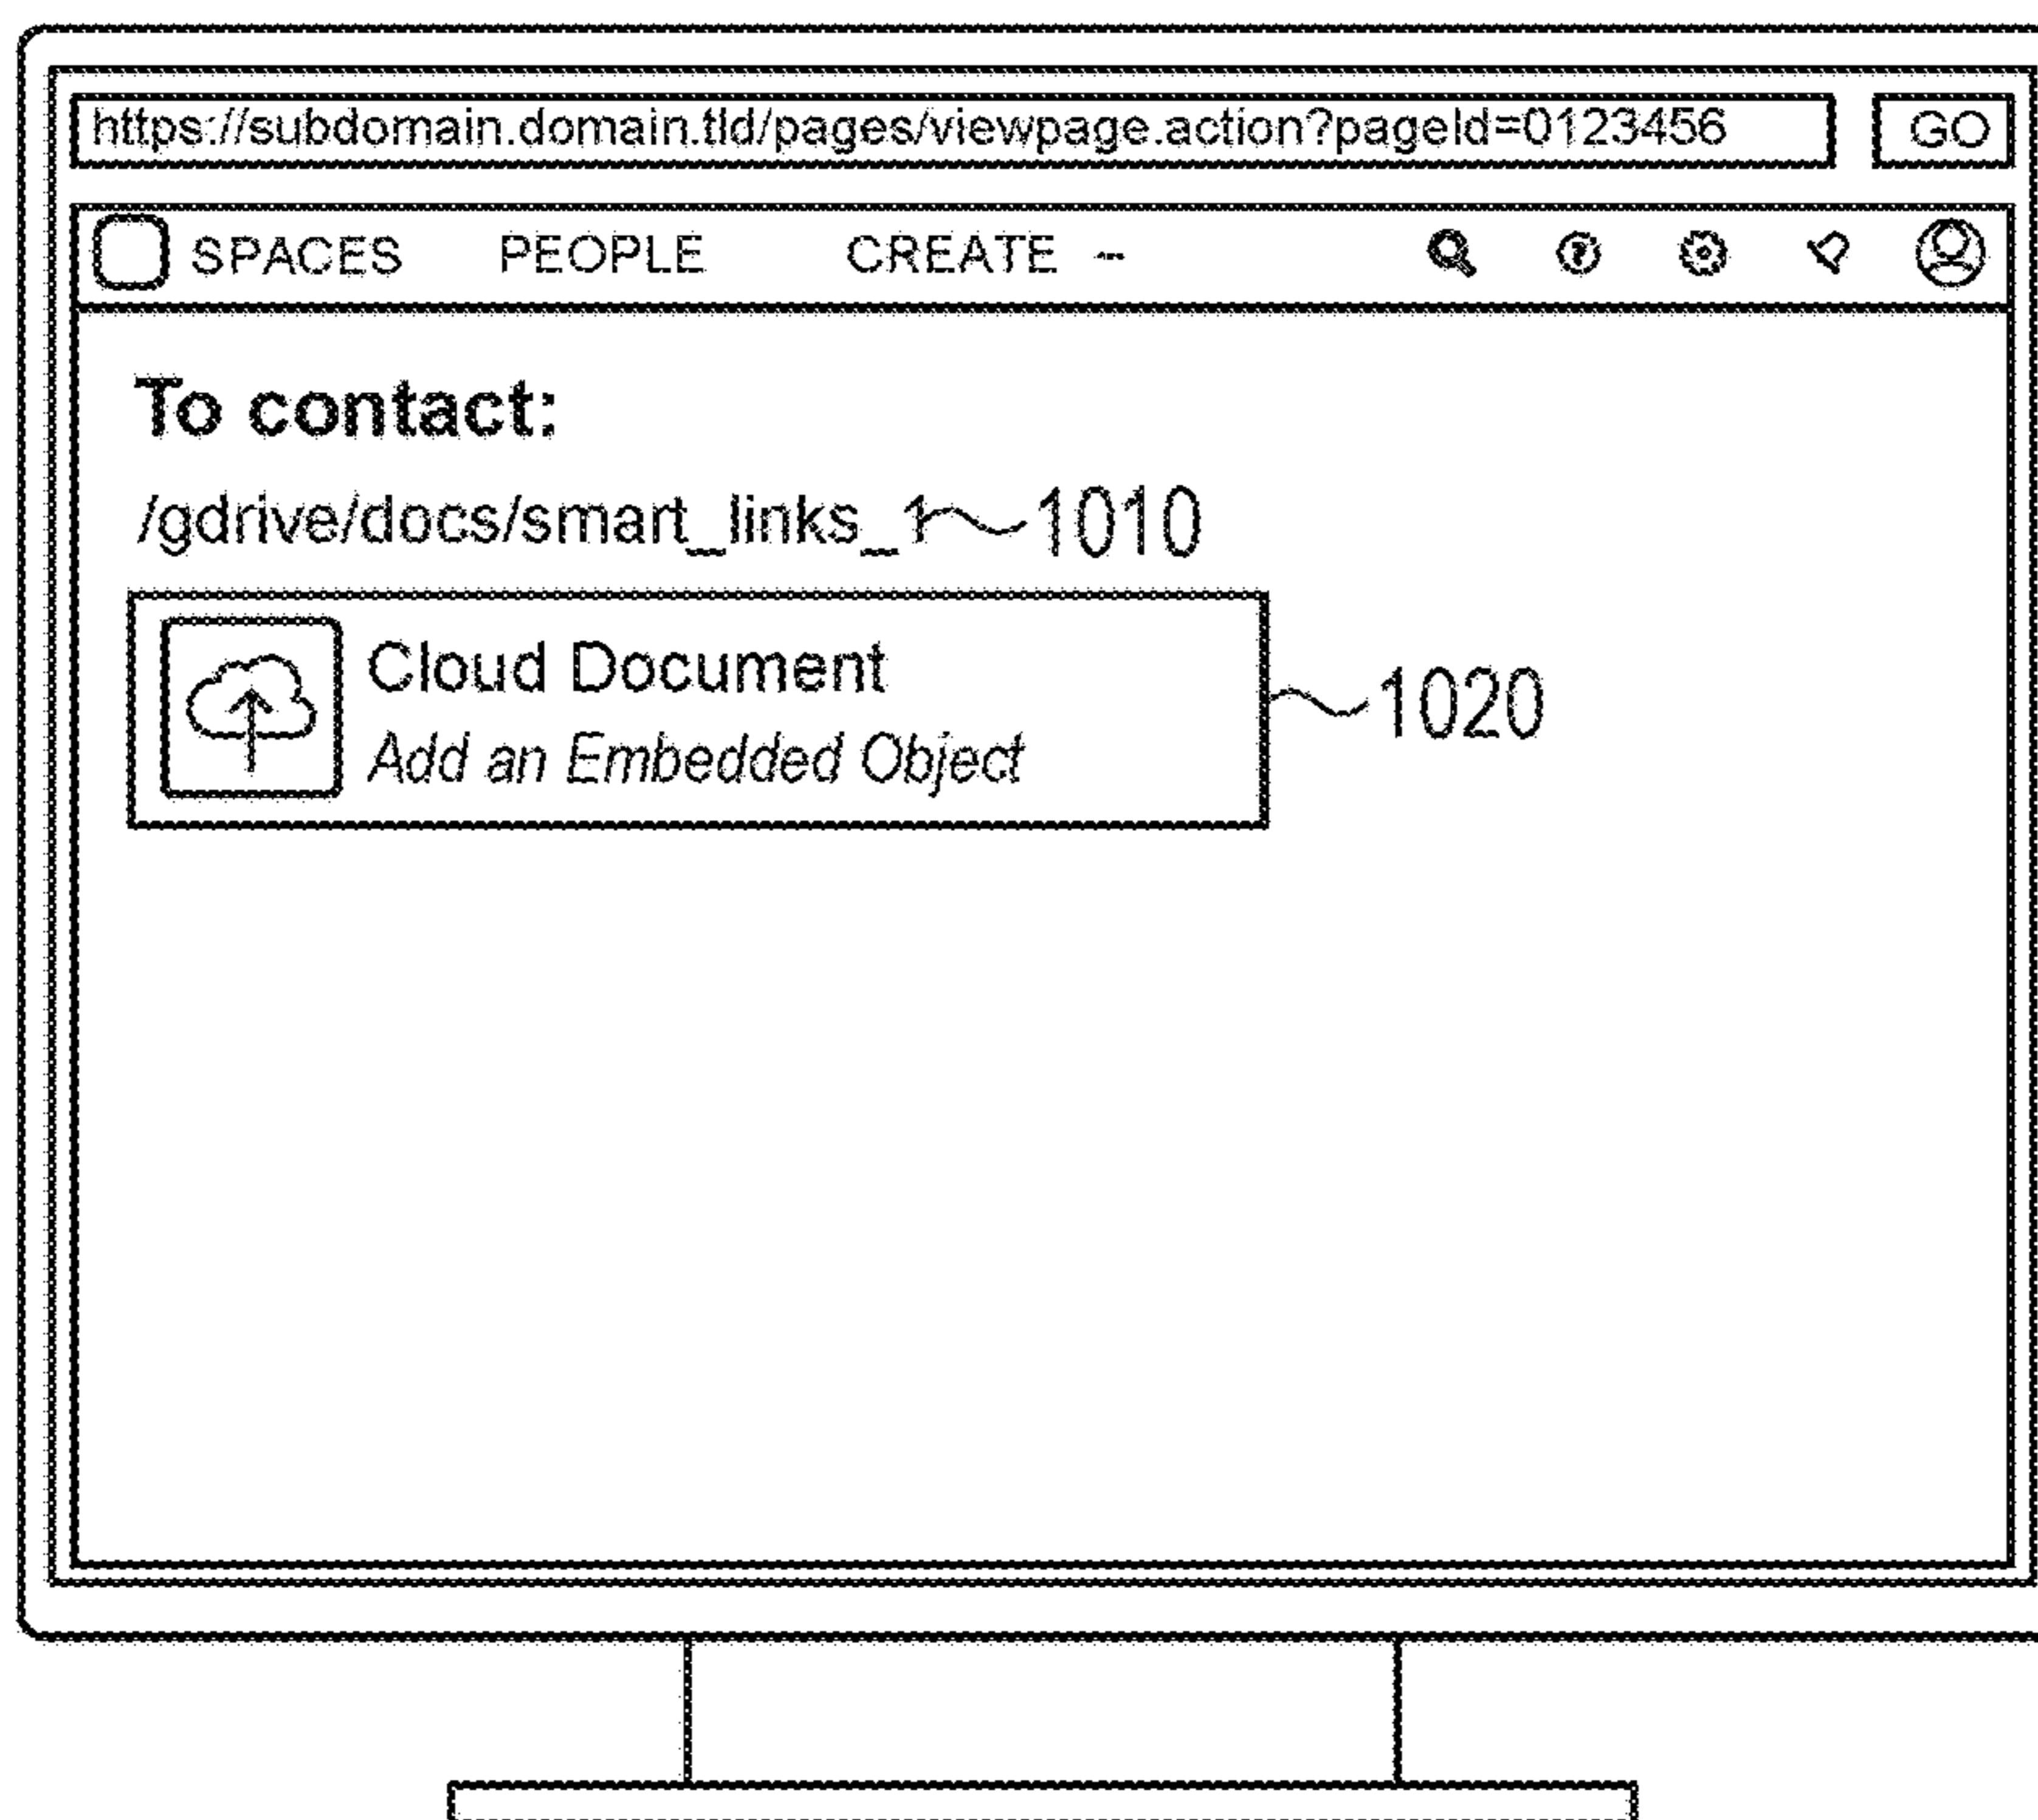 https://subdomain.domain.tld/pages/viewpage.action?pageId=0123456 GO
SPACES PEOPLE CREATE --
To contact:
/gdrive/docs/smart_links_1 1010
Cloud Document
Add an Embedded Object
1020